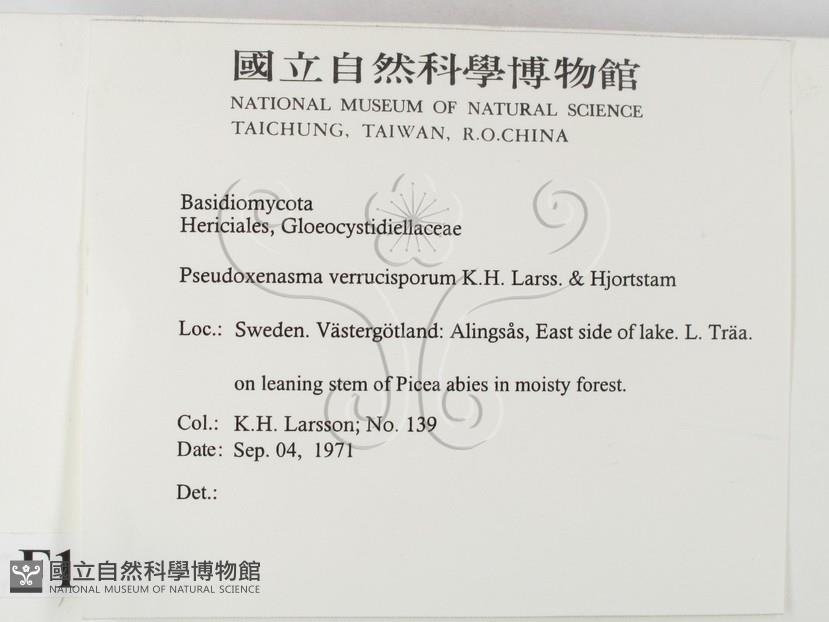 國立自然科學博物館
NATIONAL MUSEUM OF NATURAL SCIENCE
TAICHUNG, TAIWAN, R.O.CHINA
Basidiomycota
Hericiales, Gloeocystidiellaceae
Pseudoxenasma verrucisporum K.H. Larss. & Hjortstam
Loc.: Sweden. Västergötland: Alingsås, East side of lake. L. Träa.
on leaning stem of Picea abies in moisty forest.
Col.: K.H. Larsson; No. 139
Date: Sep. 04, 1971
Det.:
國立自然科學博物館
NATIONAL MUSEUM OF NATURAL SCIENCE